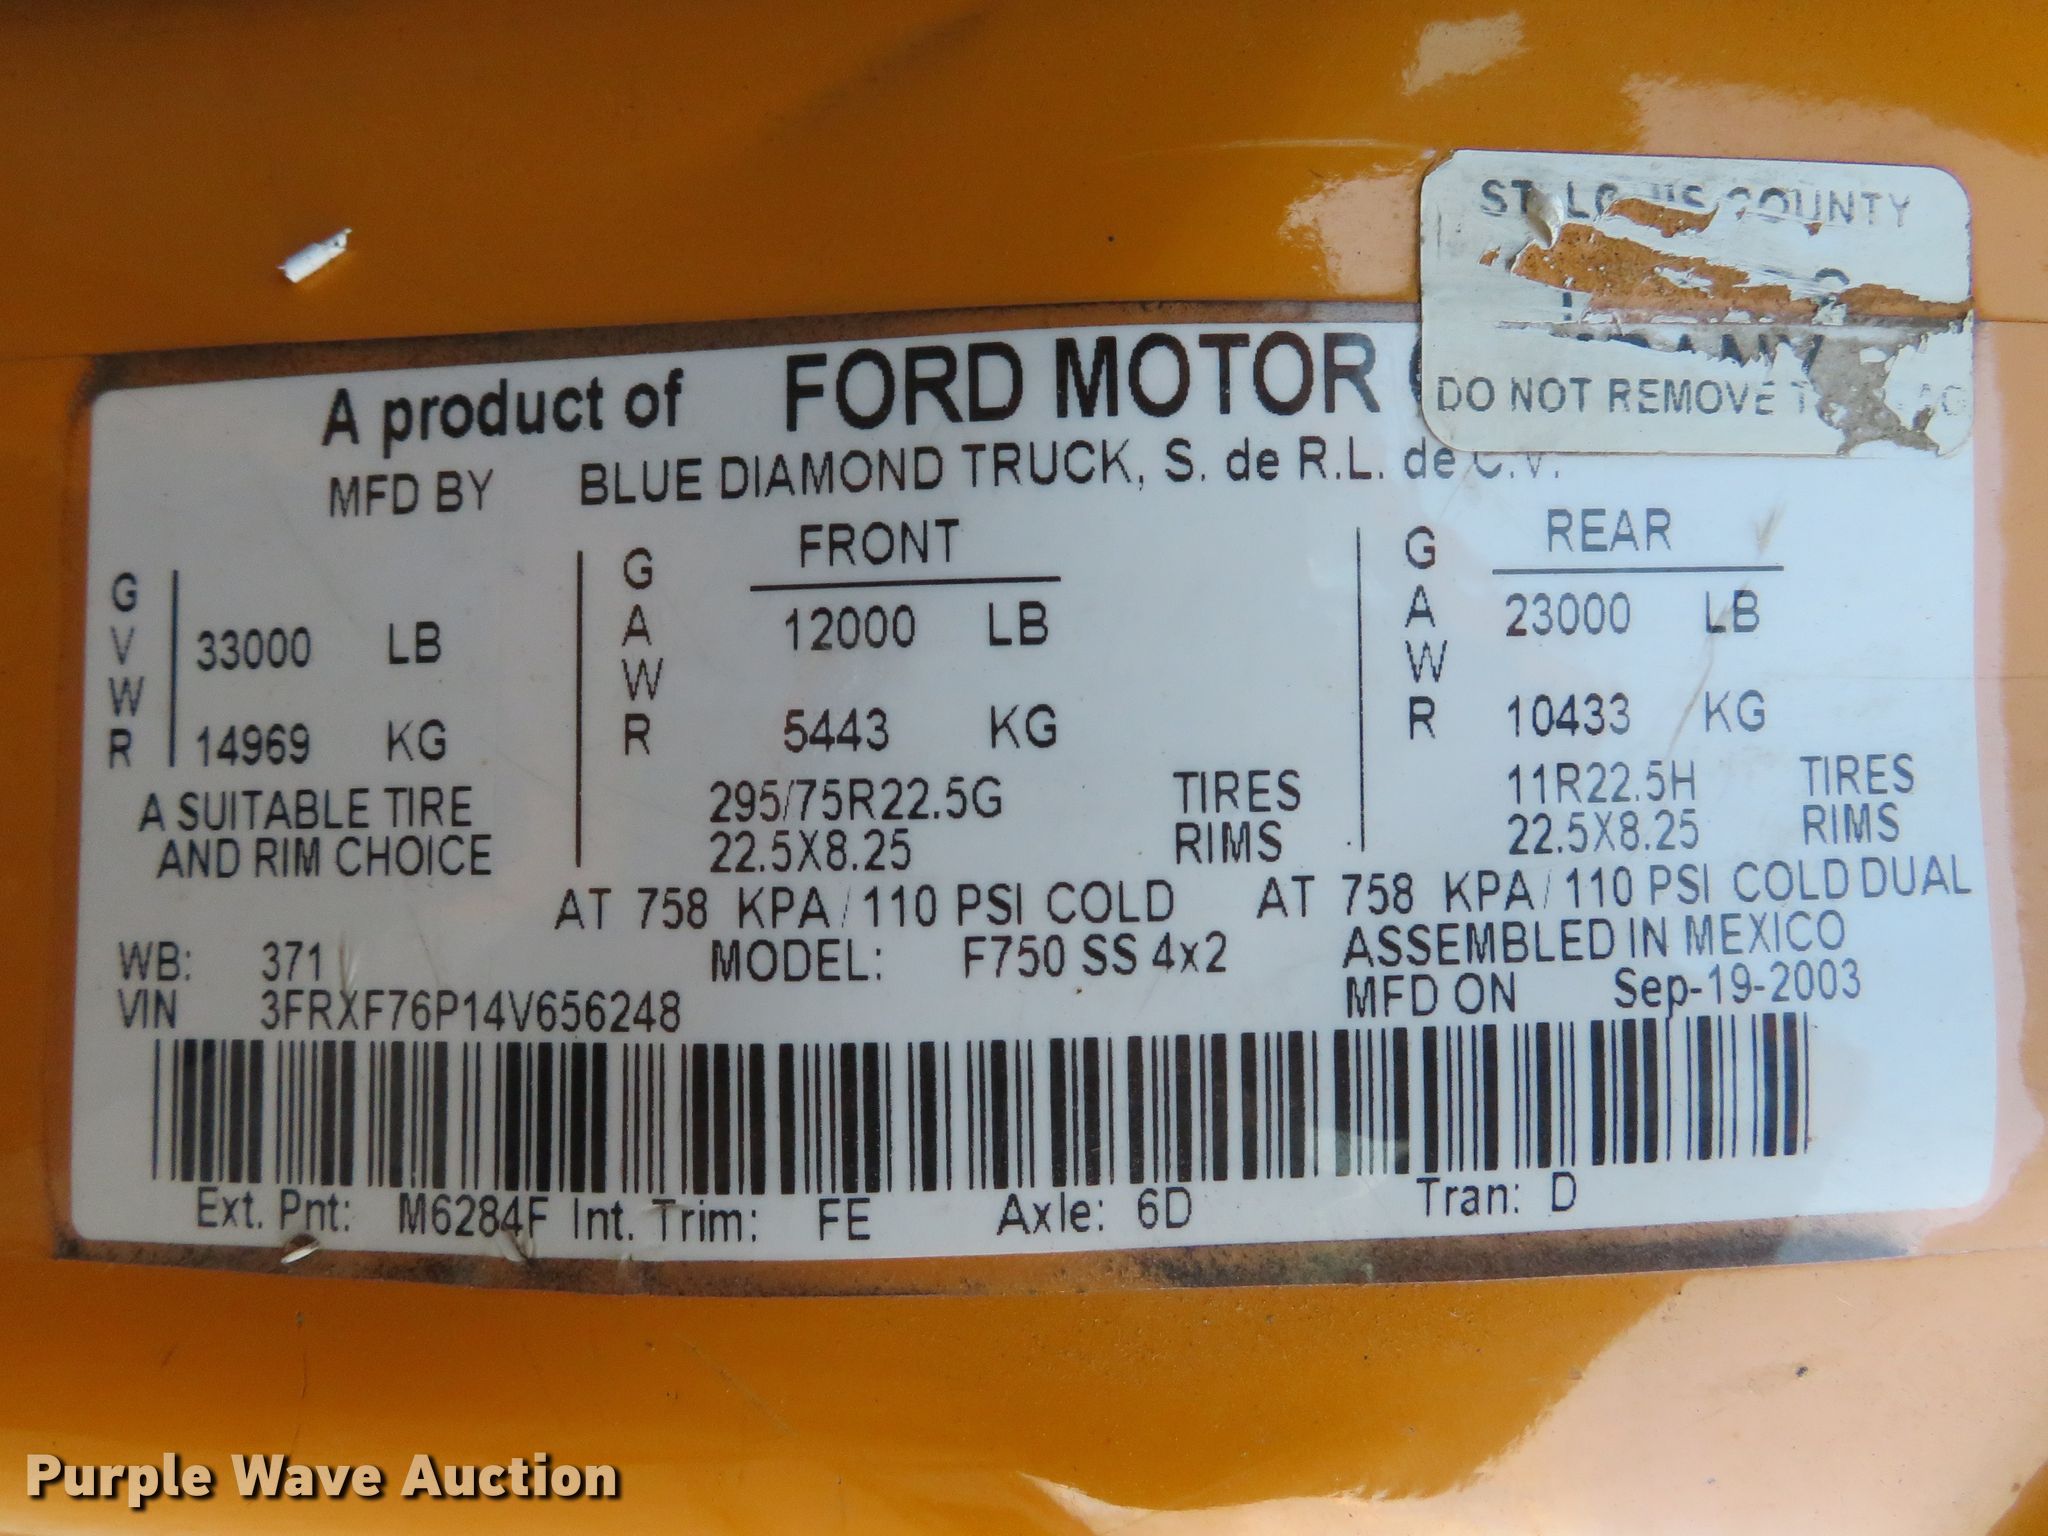 ST. LOUIS COUNTY
DO NOT REMOVE
A product of FORD MOTOR
MFD BY BLUE DIAMOND TRUCK, S. de R.L. de C.V.
FRONT REAR
GVWR 33000 LB GAWR 12000 LB GAWR 23000 LB
14969 KG 5443 KG 10433 KG
A SUITABLE TIRE 295/75R22.5G TIRES 11R22.5H TIRES
AND RIM CHOICE 22.5X8.25 RIMS 22.5X8.25 RIMS
AT 758 KPA/110 PSI COLD AT 758 KPA/110 PSI COLD DUAL
WB: 371 MODEL: F750 SS 4x2 ASSEMBLED IN MEXICO
VIN 3FRXF76P14V656248 MFD ON Sep-19-2003
Ext. Pnt: M6284F Int. Trim: FE Axle: 6D Tran: D
Purple Wave Auction